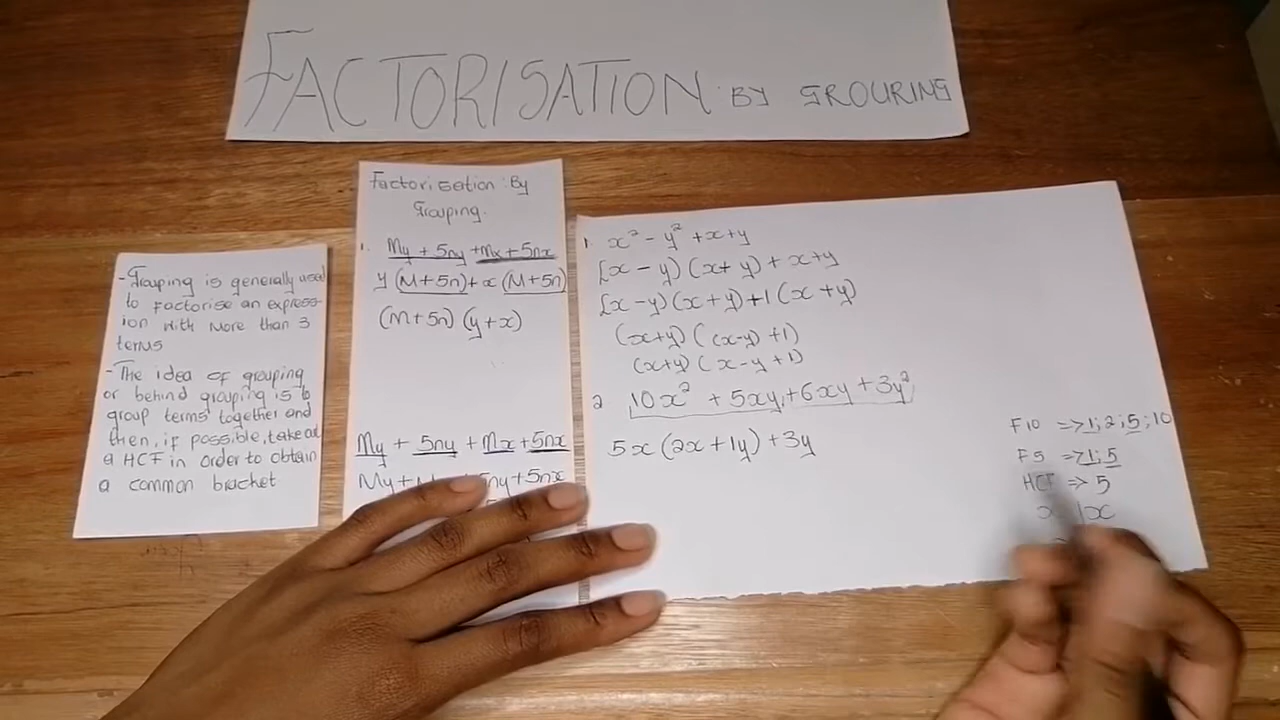 FACTORISATION BY GROURING
- Grouping is generally used
to factorise an express-
ion with more than 3
terms
- The idea of grouping
or behind grouping is to
group terms together and
then, if possible, take out
a HCF in order to obtain
a common bracket
Factorisation : By
Grouping.
1. My + 5ny + Mx + 5nx
y (M + 5n) + x (M + 5n)
(M + 5n) (y + x)
My + 5ny + Mx + 5nx
My + 5ny + 5nx
1 x² - y² + x + y
(x - y) (x + y) + x + y
(x - y) (x + y) + 1 (x + y)
(x+y) ((x-y) + 1)
(x+y) (x - y + 1)
2 10x² + 5xy + 6xy + 3y²
5x (2x + 1y) + 3y
F10 => 1; 2; 5; 10
F5 => 1; 5
HCF => 5
x | x